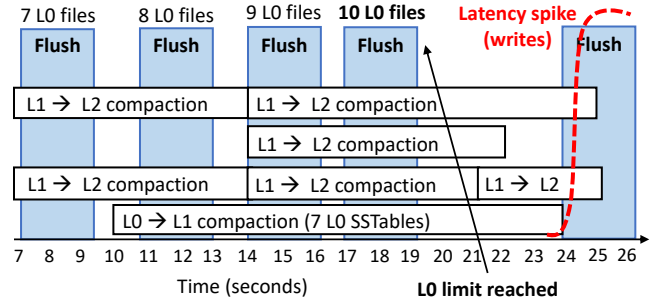 7 L0 files 8 L0 files 9 L0 files 10 L0 files Latency spike
(writes)
Flush Flush Flush Flush Flush
L1 → L2 compaction L1 → L2 compaction
L1 → L2 compaction
L1 → L2 compaction L1 → L2 compaction L1 → L2
L0 → L1 compaction (7 L0 SSTables)
7 8 9 10 11 12 13 14 15 16 17 18 19 20 21 22 23 24 25 26
Time (seconds) L0 limit reached